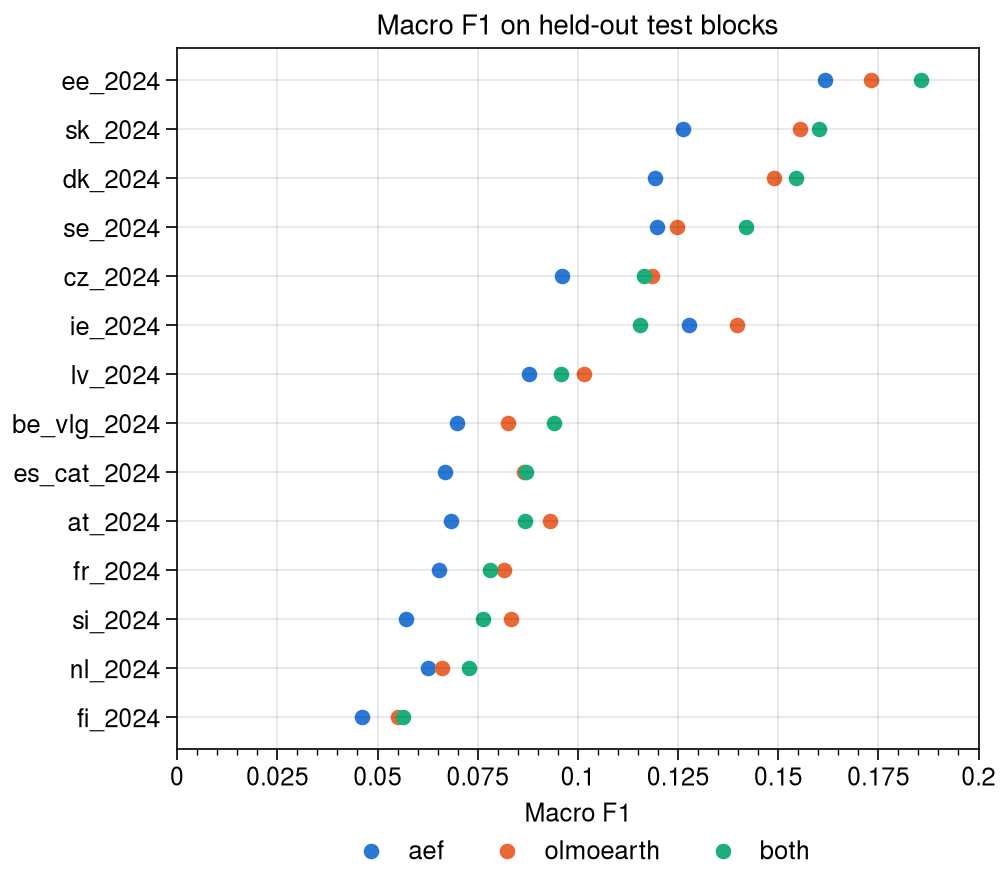 Macro F1 on held-out test blocks
ee_2024
sk_2024
dk_2024
se_2024
cz_2024
ie_2024
lv_2024
be_vlg_2024
es_cat_2024
at_2024
fr_2024
si_2024
nl_2024
fi_2024
0 0.025 0.05 0.075 0.1 0.125 0.15 0.175 0.2
Macro F1
aef olmoearth both